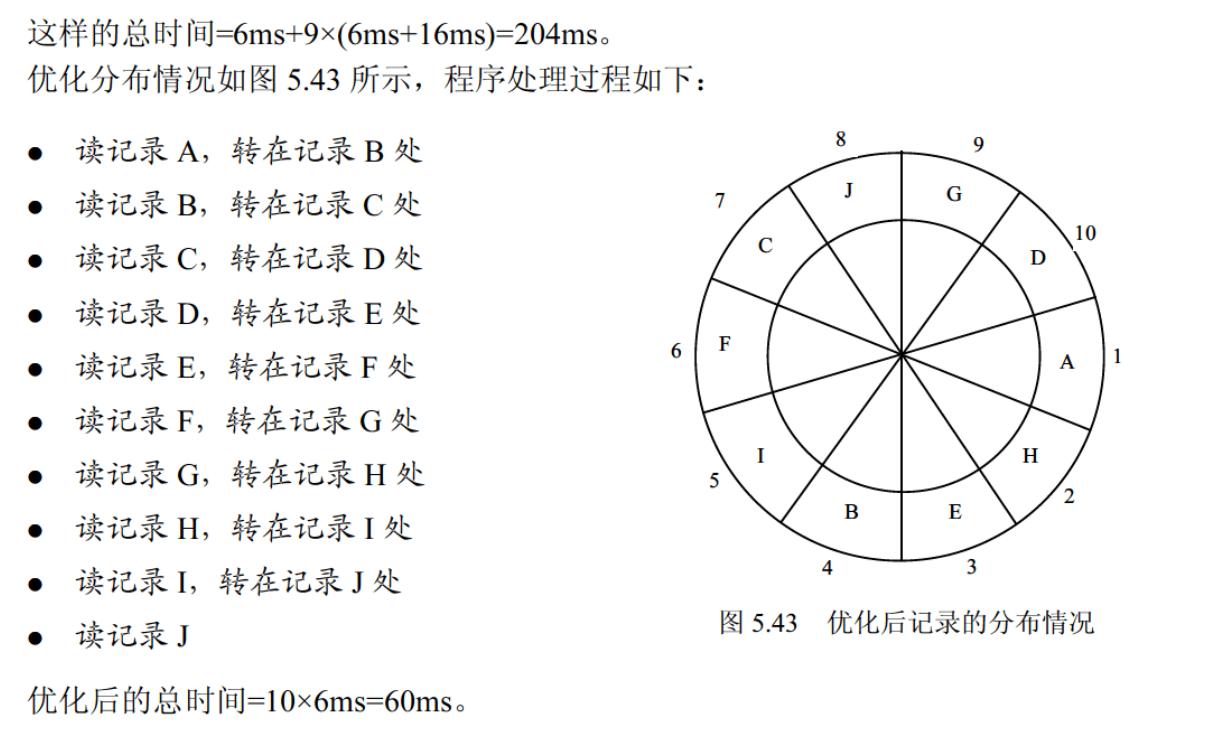 这样的总时间=6ms+9×(6ms+16ms)=204ms。
优化分布情况如图 5.43 所示，程序处理过程如下：
● 读记录 A，转在记录 B 处
● 读记录 B，转在记录 C 处
● 读记录 C，转在记录 D 处
● 读记录 D，转在记录 E 处
● 读记录 E，转在记录 F 处
● 读记录 F，转在记录 G 处
● 读记录 G，转在记录 H 处
● 读记录 H，转在记录 I 处
● 读记录 I，转在记录 J 处
● 读记录 J
8
9
J
G
7
10
C
D
6
F
A
1
I
H
5
B
E
2
4
3
图 5.43 优化后记录的分布情况
优化后的总时间=10×6ms=60ms。